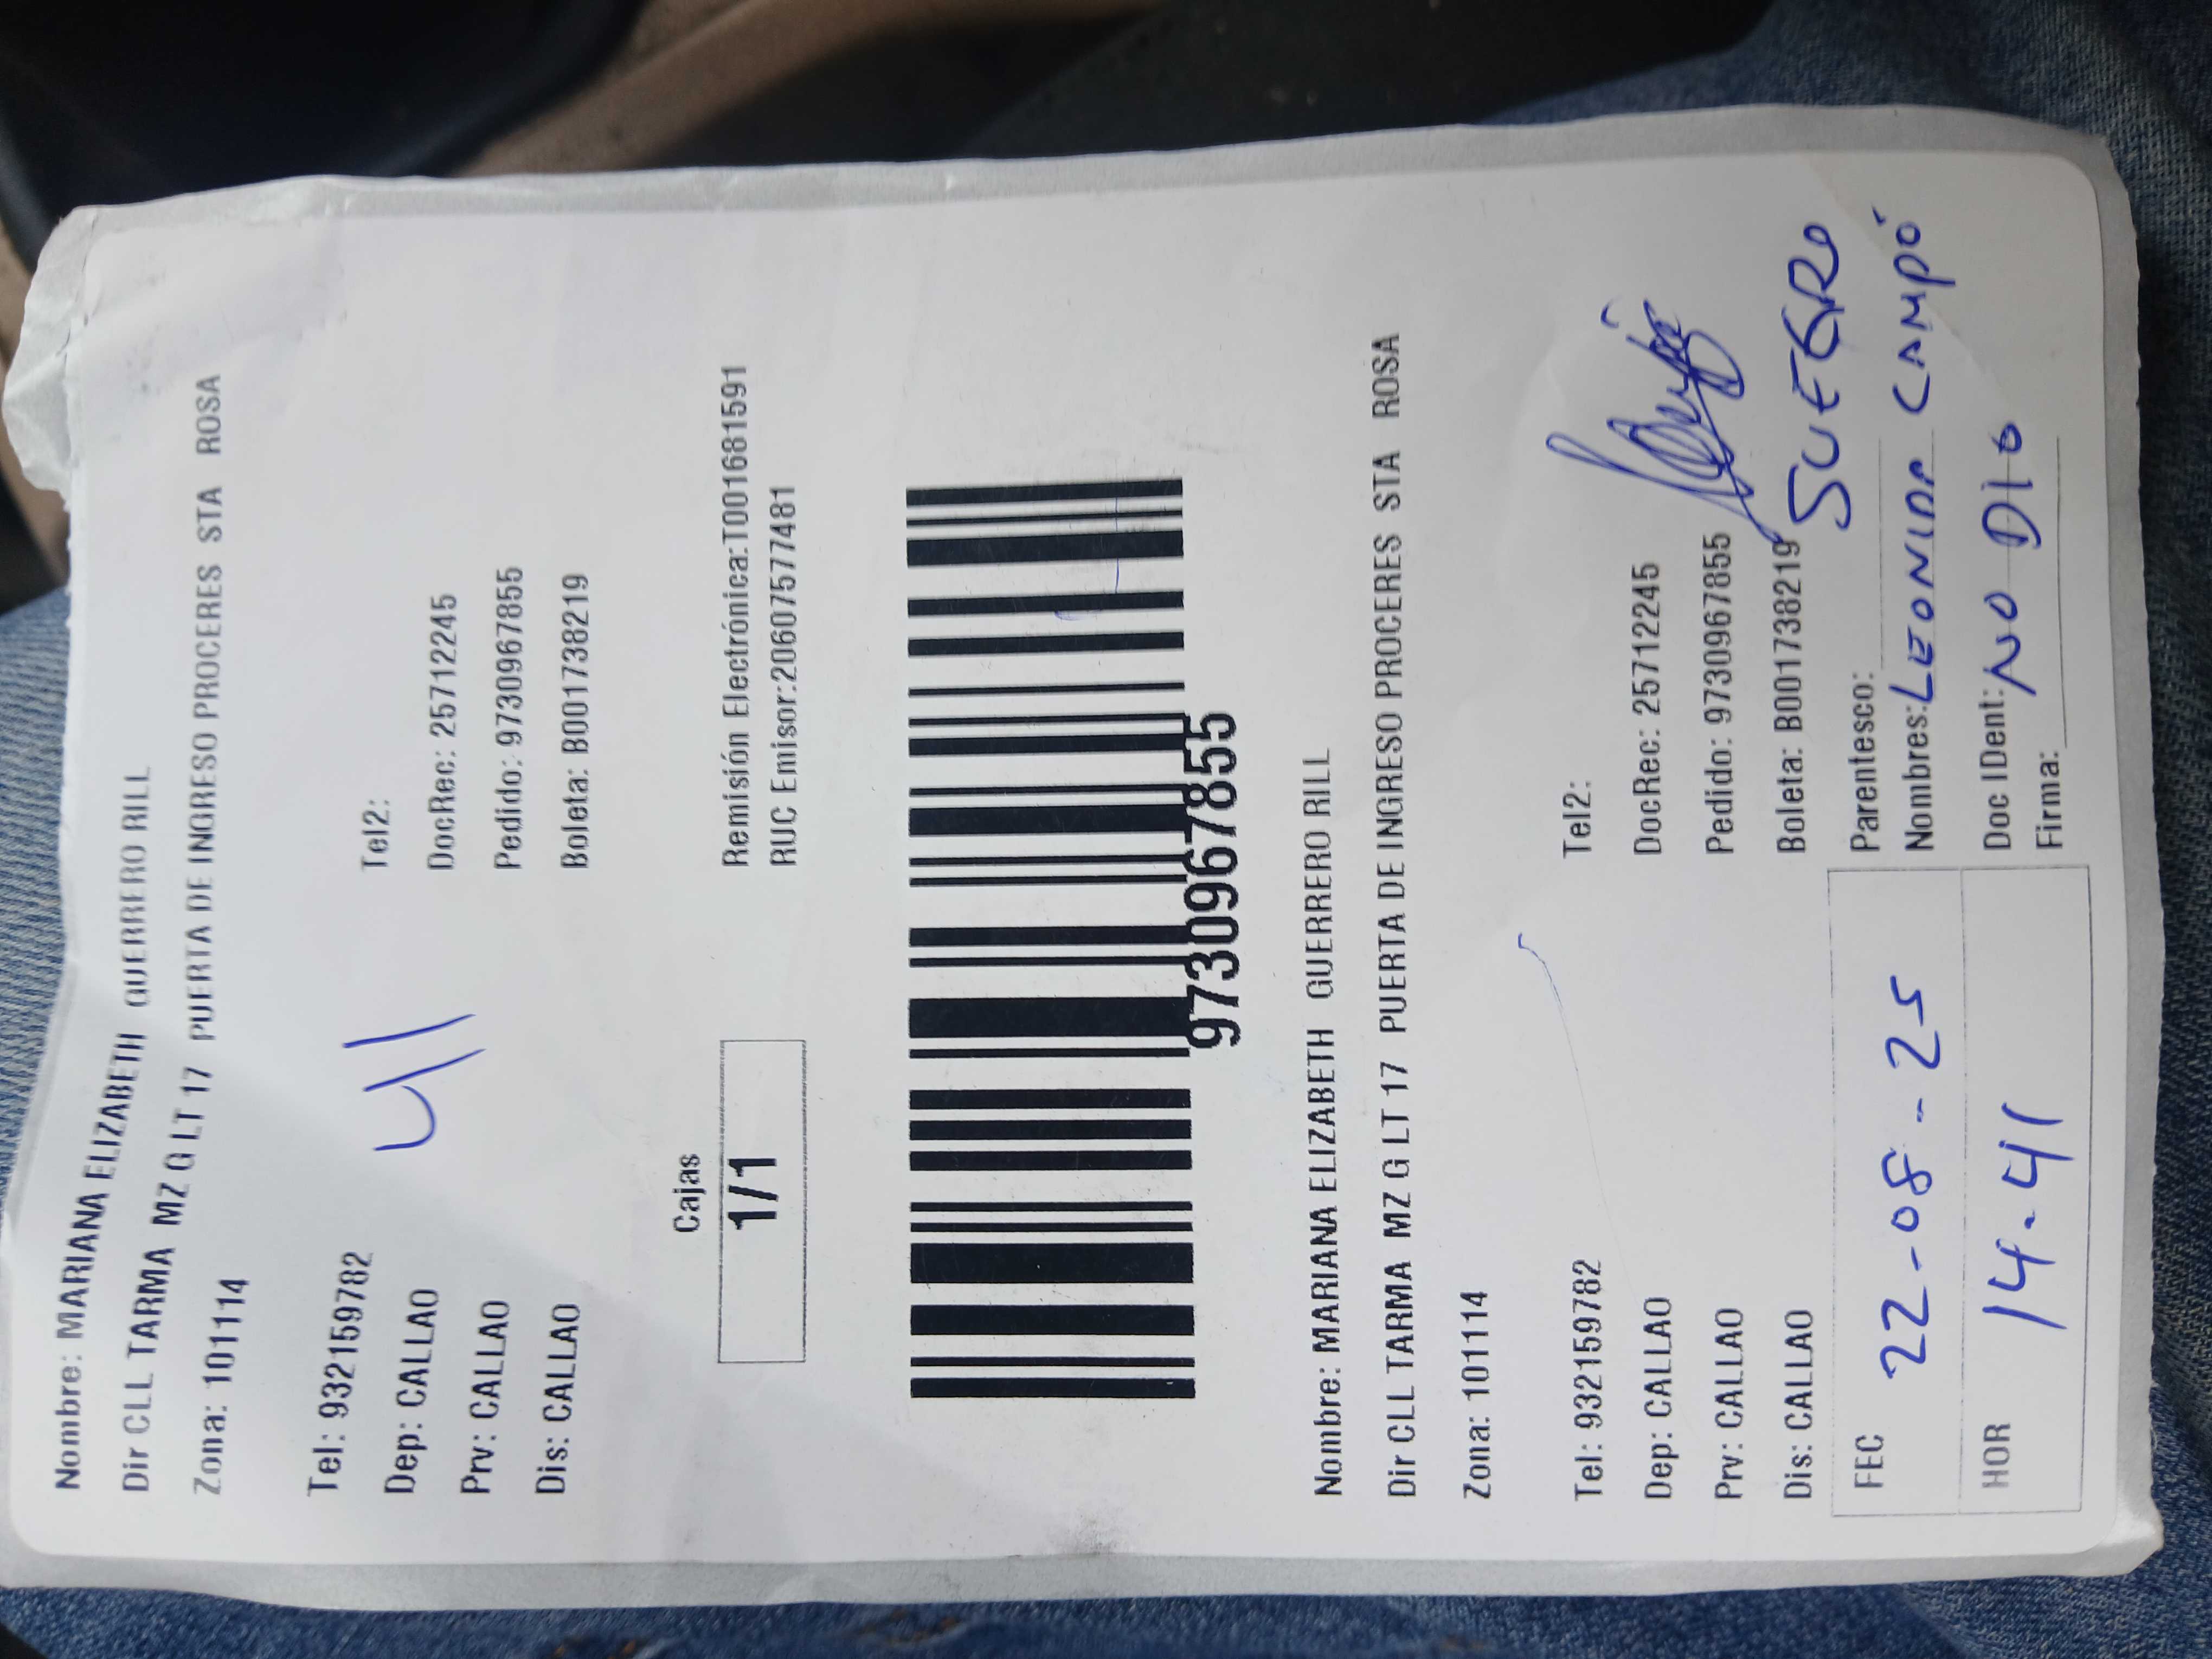 Nombre: MARIANA ELIZABETH GUERRERO RILL
Dir CLL TARMA MZ G LT 17 PUERTA DE INGRESO PROCERES STA ROSA
Zona: 101114
Tel: 932159782 Tel2:
41
Dep: CALLAO DocRec: 25712245
Prv: CALLAO Pedido: 9730967855
Dis: CALLAO Boleta: B001738219
Cajas
1/1
Remisión Electrónica:T001681591
RUC Emisor:20607577481
9730967855
Nombre: MARIANA ELIZABETH GUERRERO RILL
Dir CLL TARMA MZ G LT 17 PUERTA DE INGRESO PROCERES STA ROSA
Zona: 101114
Tel: 932159782 Tel2:
Dep: CALLAO DocRec: 25712245
Prv: CALLAO Pedido: 9730967855
Dis: CALLAO Boleta: B001738219
FEC 22-08-25 Parentesco: SUEGRO
Nombres: LEONIDA CAMPÓ
HOR 14.41 Doc IDent: NO DIO
Firma: